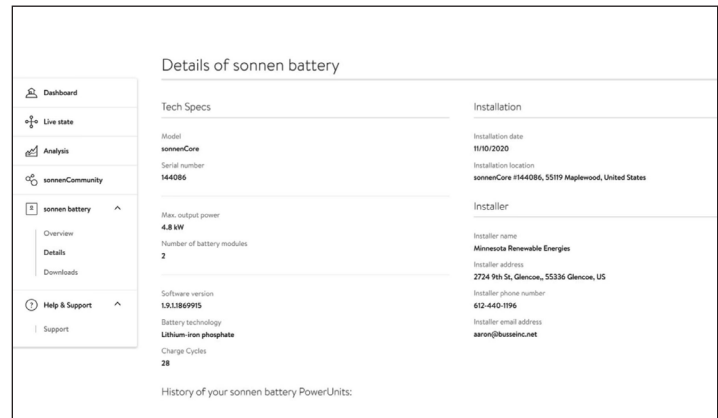 Details of sonnen battery
Dashboard
Live state
Analysis
sonnenCommunity
sonnen battery
Overview
Details
Downloads
Help & Support
Support
Tech Specs
Model
sonnenCore
Serial number
144086
Max. output power
4.8 kW
Number of battery modules
2
Software version
1.9.1.1869915
Battery technology
Lithium-iron phosphate
Charge Cycles
28
History of your sonnen battery PowerUnits:
Installation
Installation date
11/10/2020
Installation location
sonnenCore #144086, 55119 Maplewood, United States
Installer
Installer name
Minnesota Renewable Energies
Installer address
2724 9th St, Glencoe,, 55336 Glencoe, US
Installer phone number
612-440-1196
Installer email address
aaron@busseinc.net